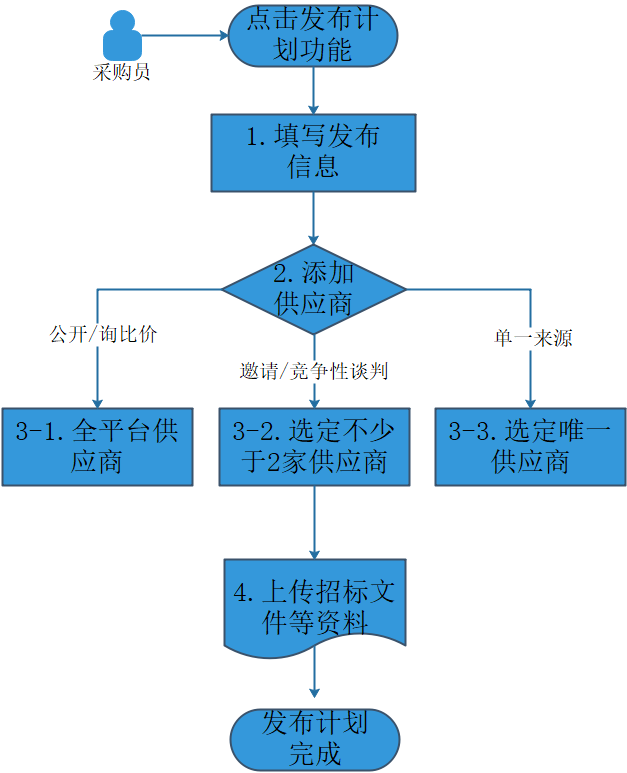 点击发布计
划功能
采购员
1.填写发布
信息
2.添加
供应商
公开/询比价
单一来源
邀请/竞争性谈判
3-1.全平台供
应商
3-2.选定不少
于2家供应商
3-3.选定唯一
供应商
4.上传招标文
件等资料
发布计划
完成